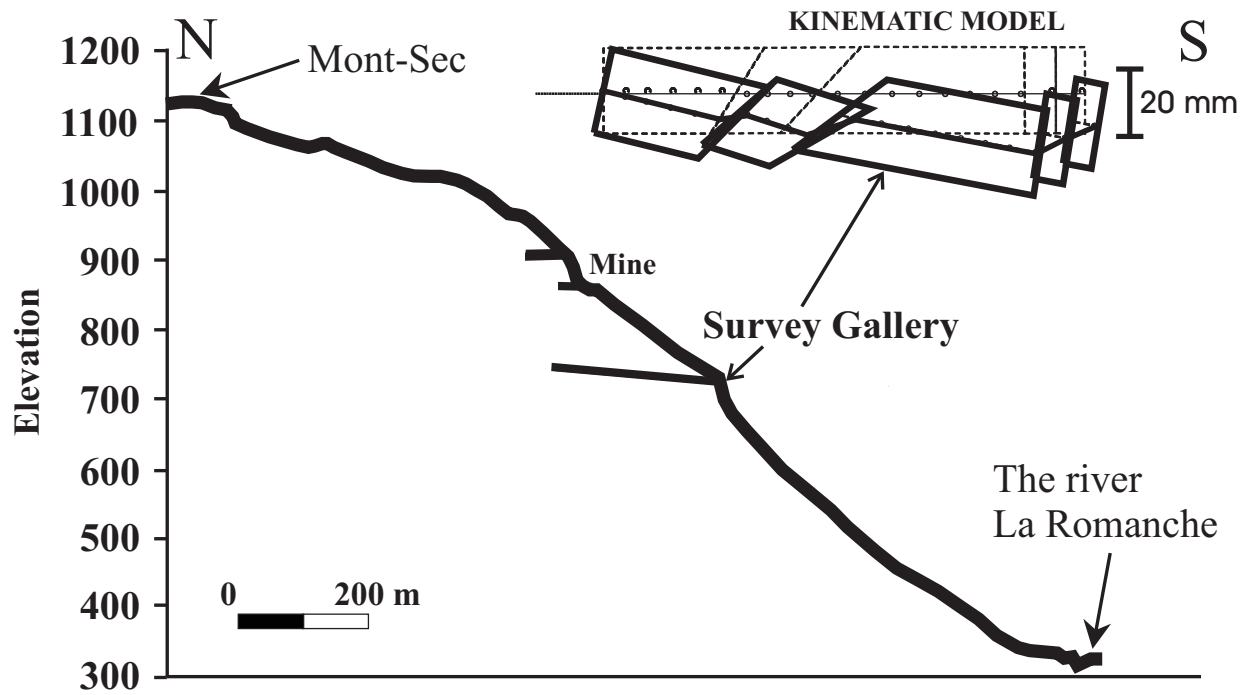 N
KINEMATIC MODEL
S
1200
Mont-Sec
20 mm
1100
1000
900
Mine
800
Survey Gallery
Elevation
700
600
The river
La Romanche
500
0
200 m
400
300